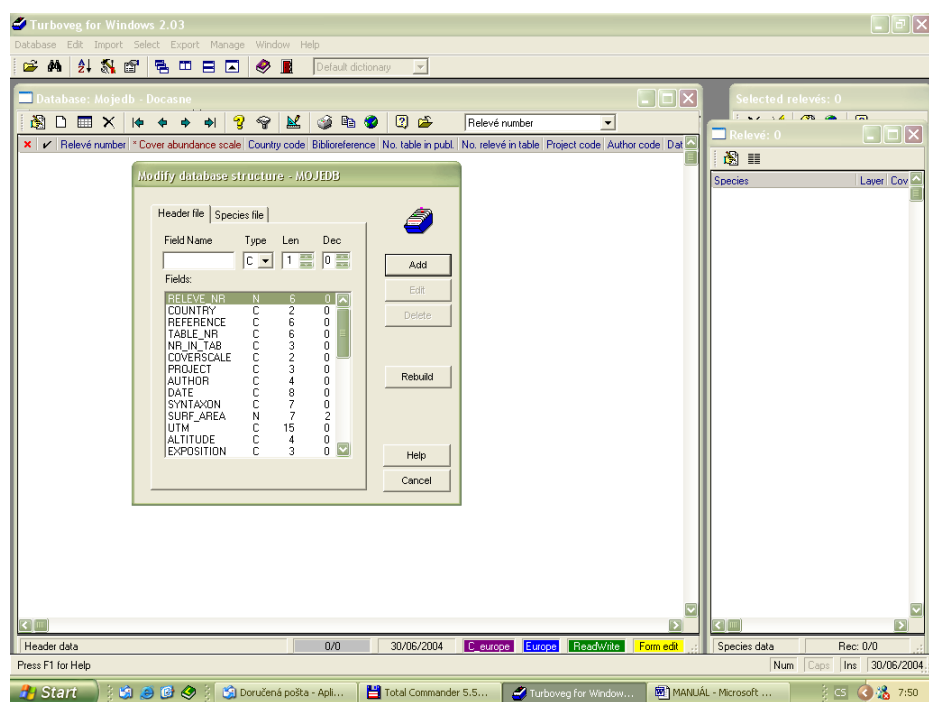 Turboveg for Windows 2.03
Database Edit Import Select Export Manage Window Help
Default dictionary
Database: Mojedb - Docasne
Relevé number
Relevé number * Cover abundance scale Country code Biblioreference No. table in publ. No. relevé in table Project code Author code Dat
Modify database structure - MOJEDB
Header file Species file
Field Name Type Len Dec
C 1 0
Fields:
RELEVE_NR N 6 0
COUNTRY C 2 0
REFERENCE C 6 0
TABLE_NR C 6 0
NR_IN_TAB C 3 0
COVERSCALE C 2 0
PROJECT C 3 0
AUTHOR C 4 0
DATE C 8 0
SYNTAXON C 7 0
SURF_AREA N 7 2
UTM C 15 0
ALTITUDE C 4 0
EXPOSITION C 3 0
Add
Edit
Delete
Rebuild
Help
Cancel
Selected relevés: 0
Relevé: 0
Species Layer Cov
Header data 0/0 30/06/2004 C_europe Europe ReadWrite Form edit
Species data Rec: 0/0
Press F1 for Help
Num Caps Ins 30/06/2004
Start Doručená pošta - Apli... Total Commander 5.5... Turboveg for Window... MANUÁL - Microsoft ... CS 7:50